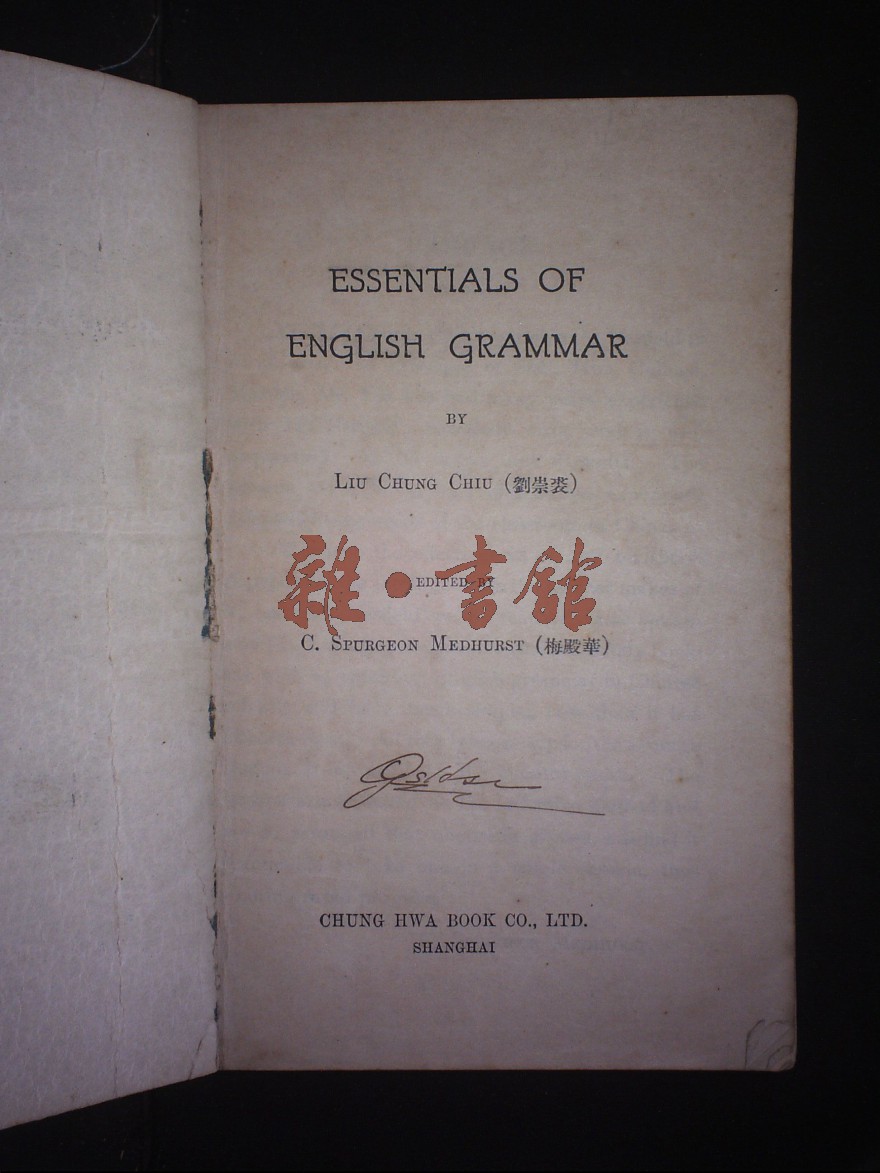 ESSENTIALS OF
ENGLISH GRAMMAR
BY
LIU CHUNG CHIU (劉崇裘)
雜·書館
EDITED BY
C. SPURGEON MEDHURST (梅殿華)
CHUNG HWA BOOK CO., LTD.
SHANGHAI